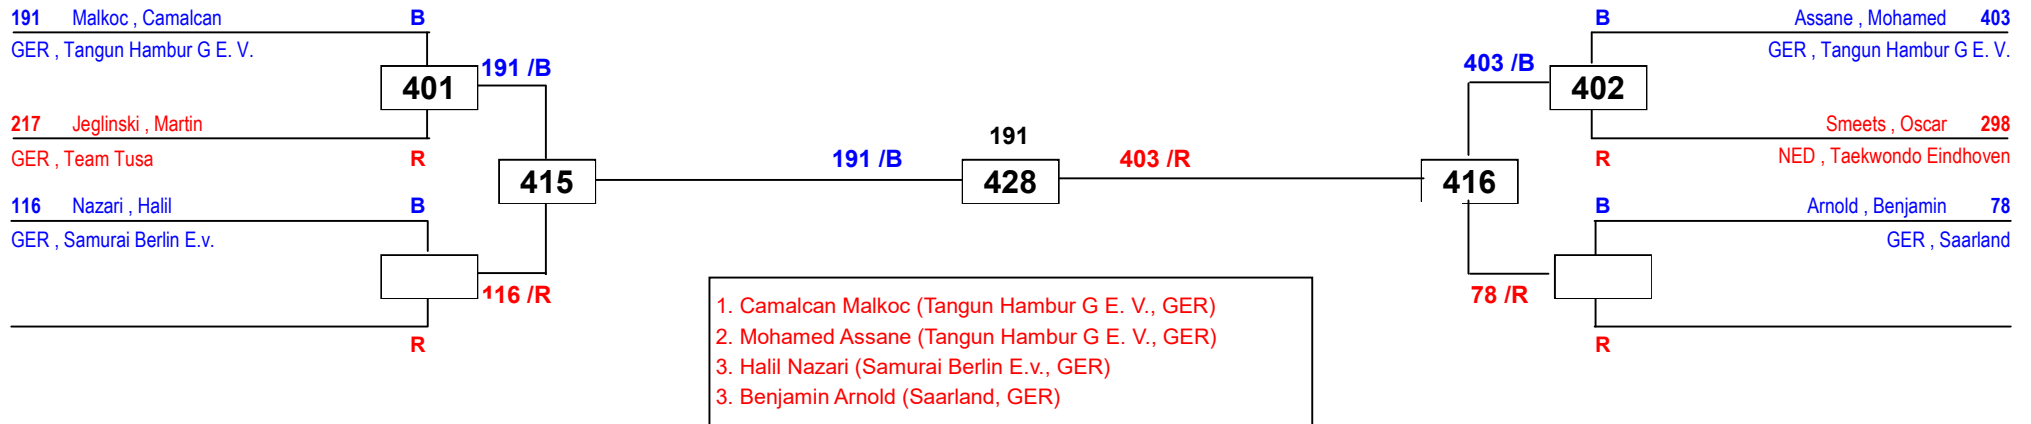 191 Malkoc , Camalcan B
GER , Tangun Hambur G E. V.
401
191 /B
217 Jeglinski , Martin
GER , Team Tusa R
415
116 Nazari , Halil B
GER , Samurai Berlin E.v.
116 /R
R
191 /B
191
428
403 /R
B Assane , Mohamed 403
GER , Tangun Hambur G E. V.
403 /B
402
Smeets , Oscar 298
R NED , Taekwondo Eindhoven
416
B Arnold , Benjamin 78
GER , Saarland
78 /R
R
1. Camalcan Malkoc (Tangun Hambur G E. V., GER)
2. Mohamed Assane (Tangun Hambur G E. V., GER)
3. Halil Nazari (Samurai Berlin E.v., GER)
3. Benjamin Arnold (Saarland, GER)